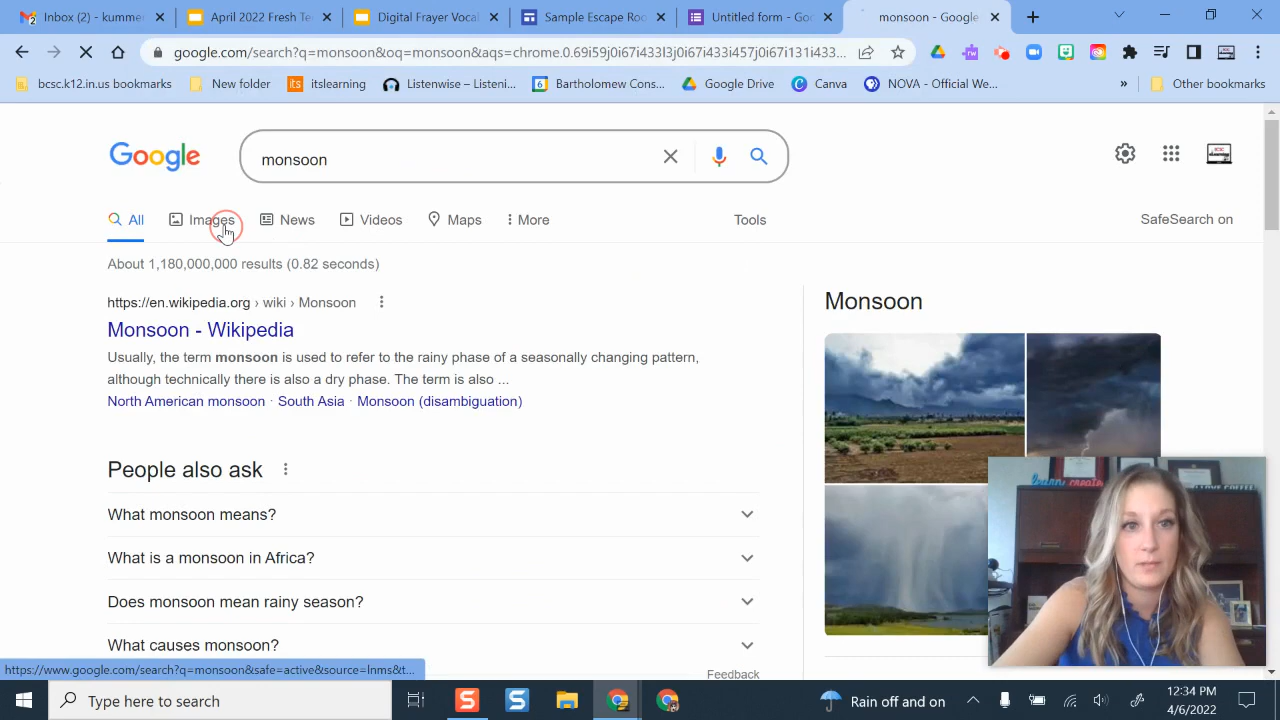 Inbox (11) - kummer
April 2022 Fresh Te
Digital Frayer Vocab
Sample Escape Roo
Untitled form - Goo
monsoon - Google
google.com/search?q=monsoon&oq=monsoon&aqs=chrome.0.69i59j0i67i433l3j0i67i433i457j0i67i131i433...
bcsc.k12.in.us bookmarks
New folder
itslearning
Listenwise - Listeni...
Bartholomew Cons...
Google Drive
Canva
NOVA - Official We...
»
Other bookmarks
Google
monsoon
All
Images
News
Videos
Maps
More
Tools
SafeSearch on
About 1,180,000,000 results (0.82 seconds)
https://en.wikipedia.org › wiki › Monsoon
Monsoon - Wikipedia
Usually, the term monsoon is used to refer to the rainy phase of a seasonally changing pattern,
although technically there is also a dry phase. The term is also ...
North American monsoon · South Asia · Monsoon (disambiguation)
Monsoon
People also ask
What monsoon means?
What is a monsoon in Africa?
Does monsoon mean rainy season?
What causes monsoon?
Feedback
https://www.google.com/search?q=monsoon&safe=active&source=lnms&t...
Type here to search
Rain off and on
12:34 PM
4/6/2022